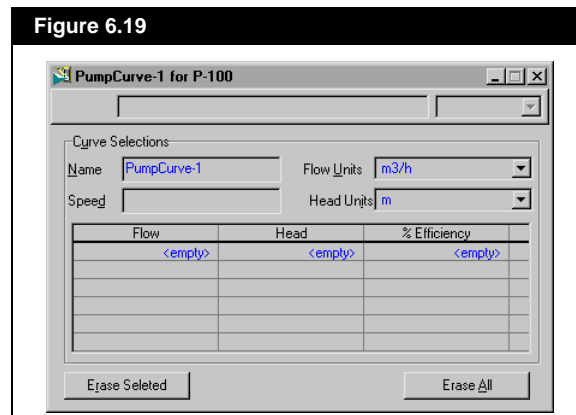 Figure 6.19
PumpCurve-1 for P-100
Curve Selections
Name PumpCurve-1 Flow Units m3/h
Speed Head Units m
Flow Head % Efficiency
<empty> <empty> <empty>
Erase Seleted Erase All